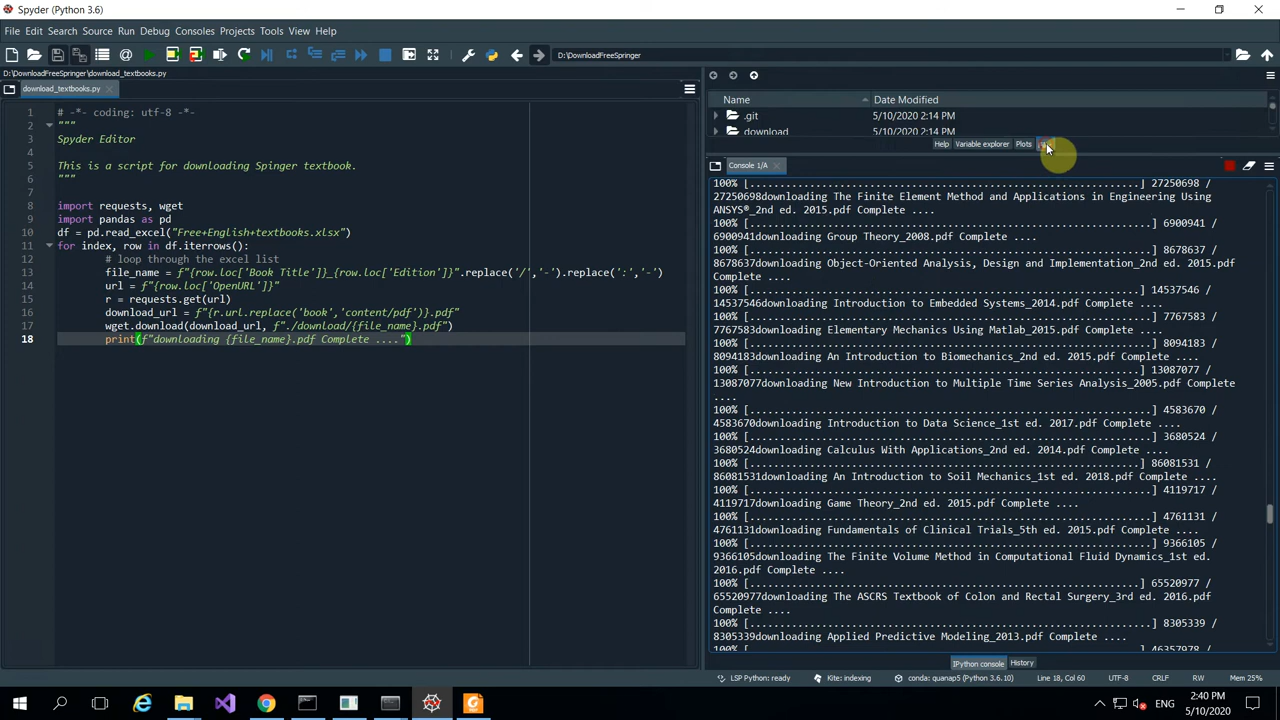 Spyder (Python 3.6)
File Edit Search Source Run Debug Consoles Projects Tools View Help
D:\DownloadFreeSpringer
D:\DownloadFreeSpringer\download_textbooks.py
download_textbooks.py
1 # -*- coding: utf-8 -*-
2 """
3 Spyder Editor
4
5 This is a script for downloading Spinger textbook.
6 """
7
8 import requests, wget
9 import pandas as pd
10 df = pd.read_excel("Free+English+textbooks.xlsx")
11 for index, row in df.iterrows():
12 # loop through the excel list
13 file_name = f"{row.loc['Book Title']}_{row.loc['Edition']}".replace('/','-').replace(':','-')
14 url = f"{row.loc['OpenURL']}"
15 r = requests.get(url)
16 download_url = f"{r.url.replace('book','content/pdf')}.pdf"
17 wget.download(download_url, f"./download/{file_name}.pdf")
18 print(f"downloading {file_name}.pdf Complete ....")
Name Date Modified
.git 5/10/2020 2:14 PM
download 5/10/2020 2:14 PM
Help Variable explorer Plots
Console 1/A
100% [..........................................................] 27250698 /
27250698downloading The Finite Element Method and Applications in Engineering Using
ANSYS®_2nd ed. 2015.pdf Complete ....
100% [............................................................] 6900941 /
6900941downloading Group Theory_2008.pdf Complete ....
100% [............................................................] 8678637 /
8678637downloading Object-Oriented Analysis, Design and Implementation_2nd ed. 2015.pdf
Complete ....
100% [..........................................................] 14537546 /
14537546downloading Introduction to Embedded Systems_2014.pdf Complete ....
100% [............................................................] 7767583 /
7767583downloading Elementary Mechanics Using Matlab_2015.pdf Complete ....
100% [............................................................] 8094183 /
8094183downloading An Introduction to Biomechanics_2nd ed. 2015.pdf Complete ....
100% [..........................................................] 13087077 /
13087077downloading New Introduction to Multiple Time Series Analysis_2005.pdf Complete
....
100% [............................................................] 4583670 /
4583670downloading Introduction to Data Science_1st ed. 2017.pdf Complete ....
100% [............................................................] 3680524 /
3680524downloading Calculus With Applications_2nd ed. 2014.pdf Complete ....
100% [..........................................................] 86081531 /
86081531downloading An Introduction to Soil Mechanics_1st ed. 2018.pdf Complete ....
100% [............................................................] 4119717 /
4119717downloading Game Theory_2nd ed. 2015.pdf Complete ....
100% [............................................................] 4761131 /
4761131downloading Fundamentals of Clinical Trials_5th ed. 2015.pdf Complete ....
100% [............................................................] 9366105 /
9366105downloading The Finite Volume Method in Computational Fluid Dynamics_1st ed.
2016.pdf Complete ....
100% [..........................................................] 65520977 /
65520977downloading The ASCRS Textbook of Colon and Rectal Surgery_3rd ed. 2016.pdf
Complete ....
100% [............................................................] 8305339 /
8305339downloading Applied Predictive Modeling_2013.pdf Complete ....
100% [..........................................................] 46357978 /
IPython console History
LSP Python: ready Kite: indexing conda: quanap5 (Python 3.6.10) Line 18, Col 60 UTF-8 CRLF RW Mem 25%
ENG
2:40 PM
5/10/2020